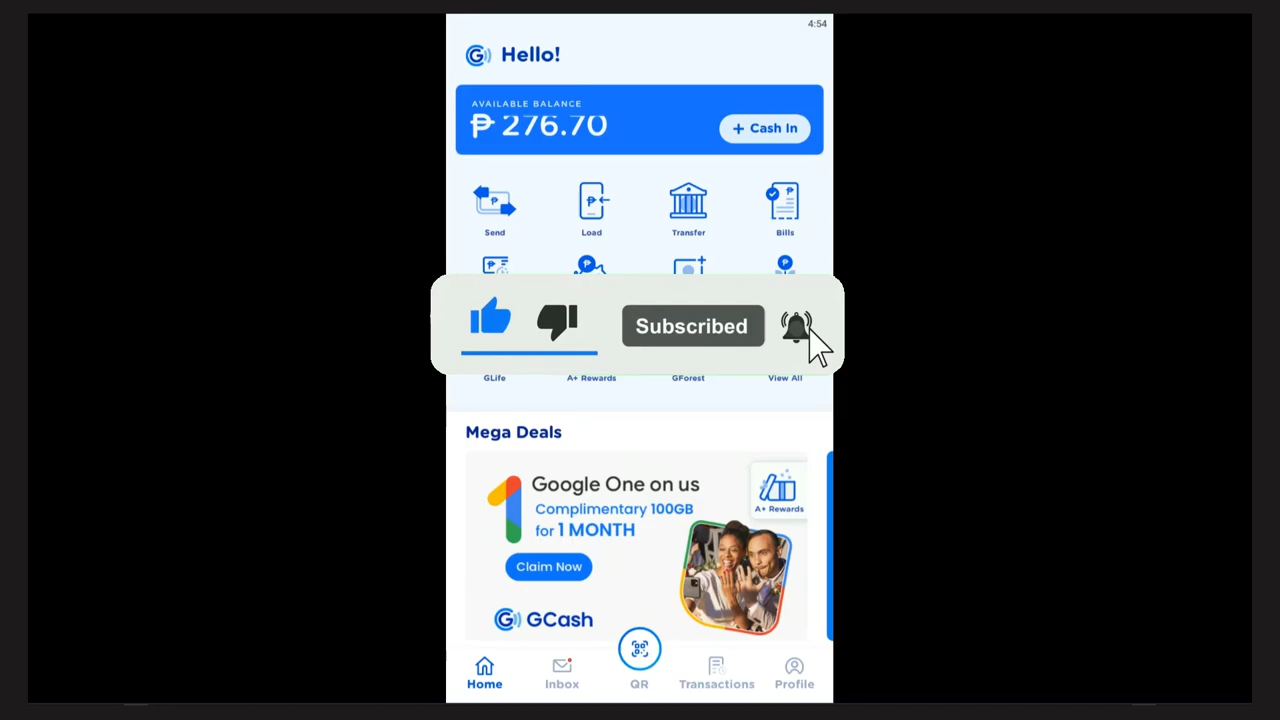 4:54
Hello!
AVAILABLE BALANCE
₱ 276.70
+ Cash In
Send
Load
Transfer
Bills
Subscribed
GLife
A+ Rewards
GForest
View All
Mega Deals
Google One on us
Complimentary 100GB
for 1 MONTH
A+ Rewards
Claim Now
GCash
Home
Inbox
QR
Transactions
Profile